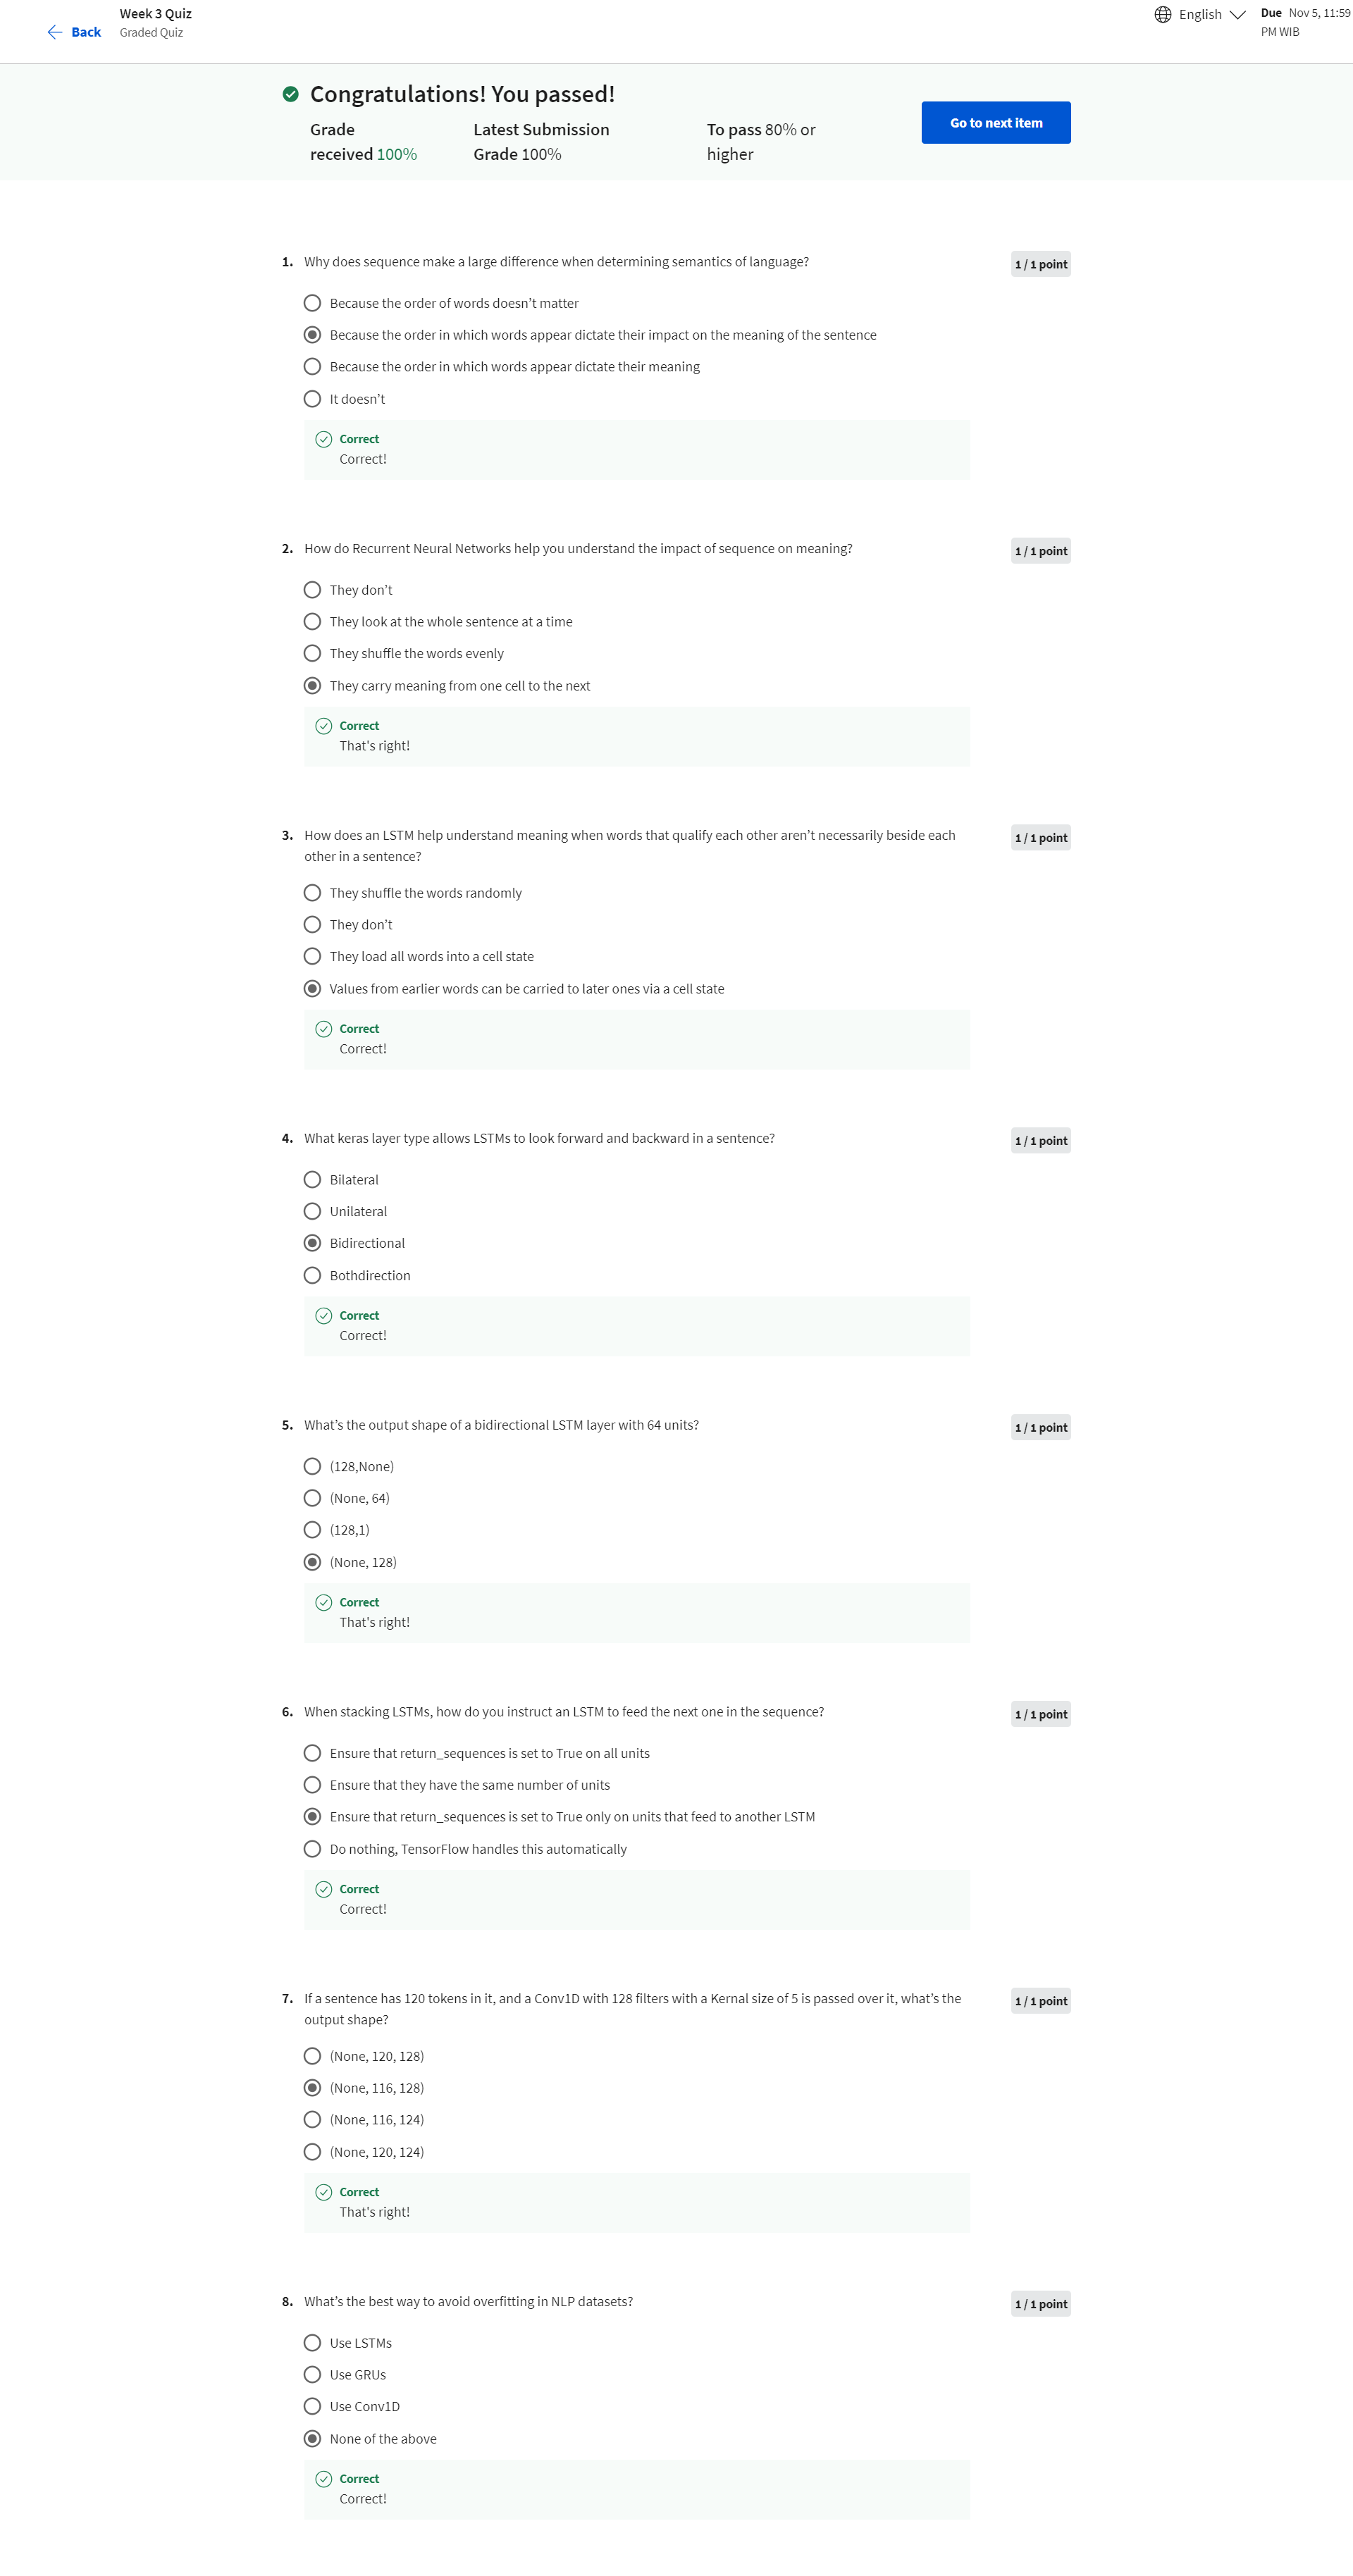 Week 3 Quiz
Back
Graded Quiz
English
Due Nov 5, 11:59
PM WIB
Congratulations! You passed!
Grade
received 100%
Latest Submission
Grade 100%
To pass 80% or
higher
Go to next item
1. Why does sequence make a large difference when determining semantics of language?
1 / 1 point
Because the order of words doesn’t matter
Because the order in which words appear dictate their impact on the meaning of the sentence
Because the order in which words appear dictate their meaning
It doesn’t
Correct
Correct!
2. How do Recurrent Neural Networks help you understand the impact of sequence on meaning?
1 / 1 point
They don’t
They look at the whole sentence at a time
They shuffle the words evenly
They carry meaning from one cell to the next
Correct
That's right!
3. How does an LSTM help understand meaning when words that qualify each other aren’t necessarily beside each
other in a sentence?
1 / 1 point
They shuffle the words randomly
They don’t
They load all words into a cell state
Values from earlier words can be carried to later ones via a cell state
Correct
Correct!
4. What keras layer type allows LSTMs to look forward and backward in a sentence?
1 / 1 point
Bilateral
Unilateral
Bidirectional
Bothdirection
Correct
Correct!
5. What’s the output shape of a bidirectional LSTM layer with 64 units?
1 / 1 point
(128,None)
(None, 64)
(128,1)
(None, 128)
Correct
That's right!
6. When stacking LSTMs, how do you instruct an LSTM to feed the next one in the sequence?
1 / 1 point
Ensure that return_sequences is set to True on all units
Ensure that they have the same number of units
Ensure that return_sequences is set to True only on units that feed to another LSTM
Do nothing, TensorFlow handles this automatically
Correct
Correct!
7. If a sentence has 120 tokens in it, and a Conv1D with 128 filters with a Kernal size of 5 is passed over it, what’s the
output shape?
1 / 1 point
(None, 120, 128)
(None, 116, 128)
(None, 116, 124)
(None, 120, 124)
Correct
That's right!
8. What’s the best way to avoid overfitting in NLP datasets?
1 / 1 point
Use LSTMs
Use GRUs
Use Conv1D
None of the above
Correct
Correct!